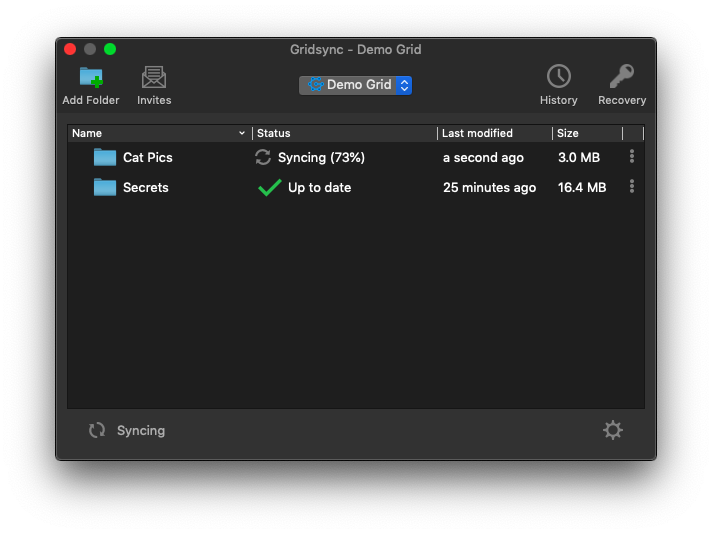 Gridsync - Demo Grid
Add Folder Invites Demo Grid History Recovery
Name Status Last modified Size
Cat Pics Syncing (73%) a second ago 3.0 MB
Secrets Up to date 25 minutes ago 16.4 MB
Syncing